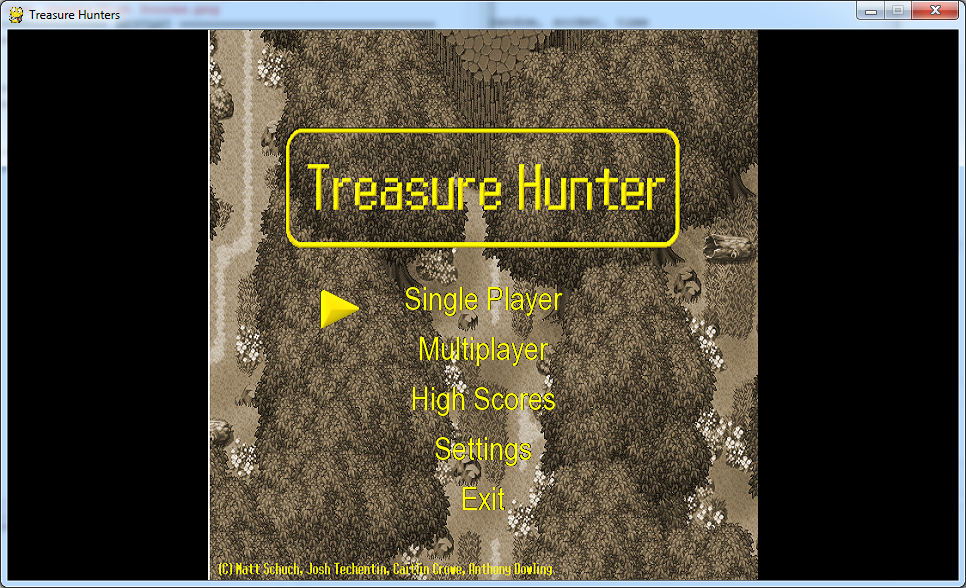 Treasure Hunters
Treasure Hunter
Single Player
Multiplayer
High Scores
Settings
Exit
(C) Matt Schuch, Josh Techentin, Caitlin Crowe, Anthony Dowling